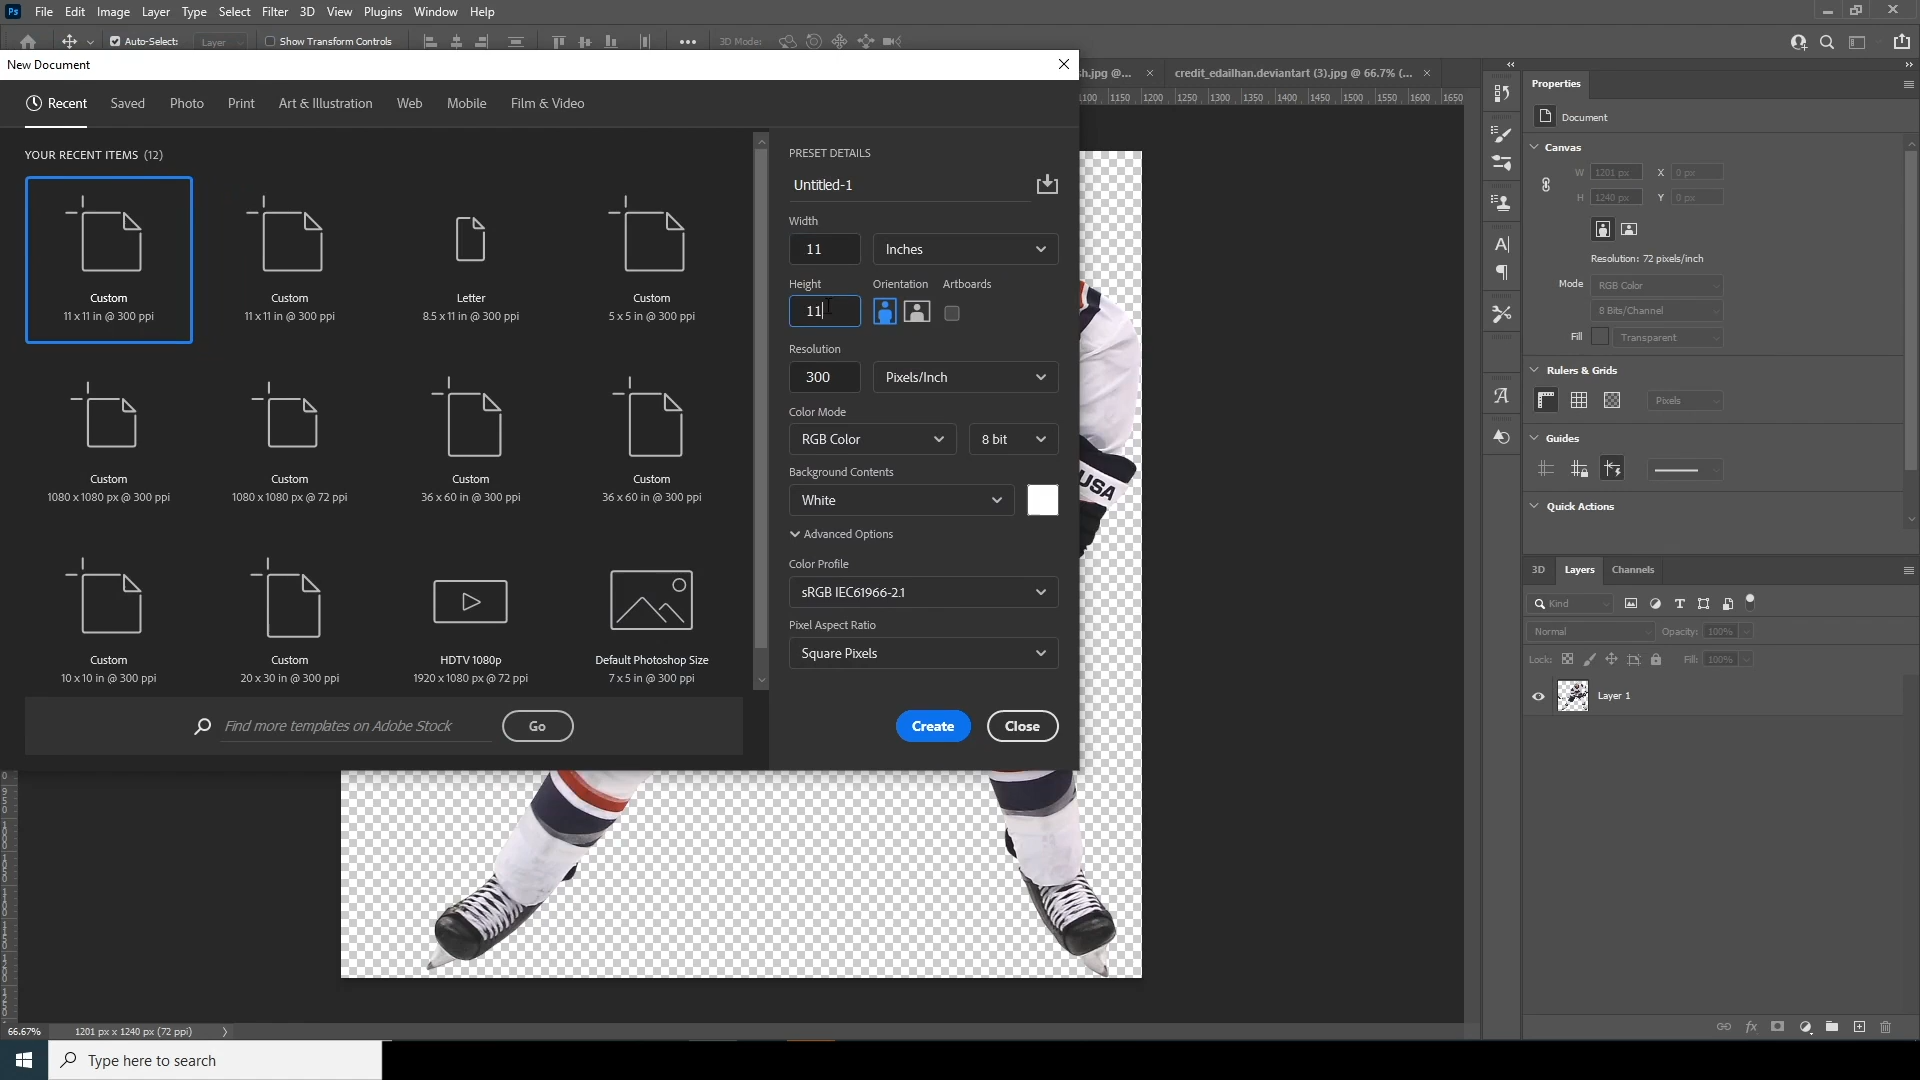 Ps File Edit Image Layer Type Select Filter 3D View Plugins Window Help
Auto-Select: Layer Show Transform Controls 3D Mode:
New Document
sh.jpg @... credit_edailhan.deviantart (3).jpg @ 66.7% (...
1100 1150 1200 1250 1300 1350 1400 1450 1500 1550 1600 1650
Recent Saved Photo Print Art & Illustration Web Mobile Film & Video
YOUR RECENT ITEMS (12)
Custom
11 x 11 in @ 300 ppi
Custom
11 x 11 in @ 300 ppi
Letter
8.5 x 11 in @ 300 ppi
Custom
5 x 5 in @ 300 ppi
Custom
1080 x 1080 px @ 300 ppi
Custom
1080 x 1080 px @ 72 ppi
Custom
36 x 60 in @ 300 ppi
Custom
36 x 60 in @ 300 ppi
Custom
10 x 10 in @ 300 ppi
Custom
20 x 30 in @ 300 ppi
HDTV 1080p
1920 x 1080 px @ 72 ppi
Default Photoshop Size
7 x 5 in @ 300 ppi
Find more templates on Adobe Stock Go
PRESET DETAILS
Untitled-1
Width
11 Inches
Height Orientation Artboards
11
Resolution
300 Pixels/Inch
Color Mode
RGB Color 8 bit
Background Contents
White
Advanced Options
Color Profile
sRGB IEC61966-2.1
Pixel Aspect Ratio
Square Pixels
Create Close
USA
Properties
Document
Canvas
W 1201 px X 0 px
H 1240 px Y 0 px
Resolution: 72 pixels/inch
Mode RGB Color
8 Bits/Channel
Fill Transparent
Rulers & Grids
Pixels
Guides
Quick Actions
3D Layers Channels
Kind
Normal Opacity: 100%
Lock: Fill: 100%
Layer 1
66.67% 1201 px x 1240 px (72 ppi)
Type here to search